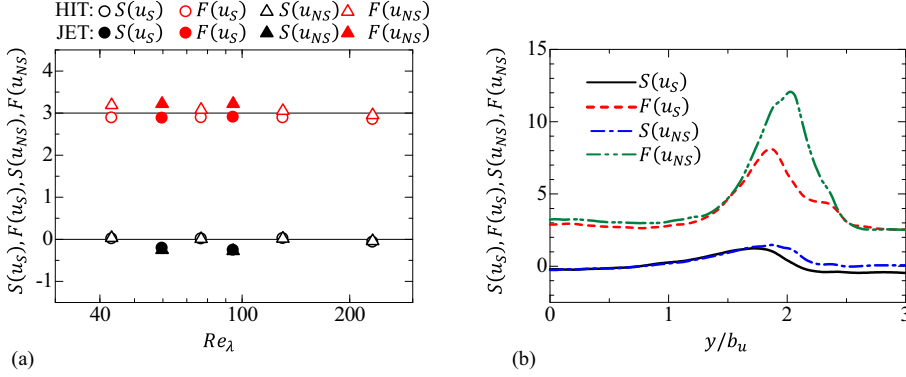 HIT: S(u_S) F(u_S) S(u_NS) F(u_NS)
JET: S(u_S) F(u_S) S(u_NS) F(u_NS)
S(u_S), F(u_S), S(u_NS), F(u_NS)
4
3
2
1
0
-1
40
100
200
Re_λ
(a)
S(u_S), F(u_S), S(u_NS), F(u_NS)
15
10
5
0
S(u_S)
F(u_S)
S(u_NS)
F(u_NS)
0
1
2
3
y/b_u
(b)